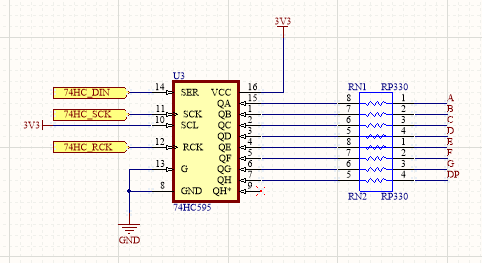 3V3
U3
74HC_DIN 14 SER VCC 16
QA 15
74HC_SCK 11 SCK QB 1
3V3 10 SCL QC 2
QD 3
74HC_RCK 12 RCK QE 4
QF 5
13 G QG 6
QH 7
8 GND QH* 9
74HC595
GND
RN1 RP330
8 1 A
7 2 B
6 3 C
5 4 D
8 1 E
7 2 F
6 3 G
5 4 DP
RN2 RP330